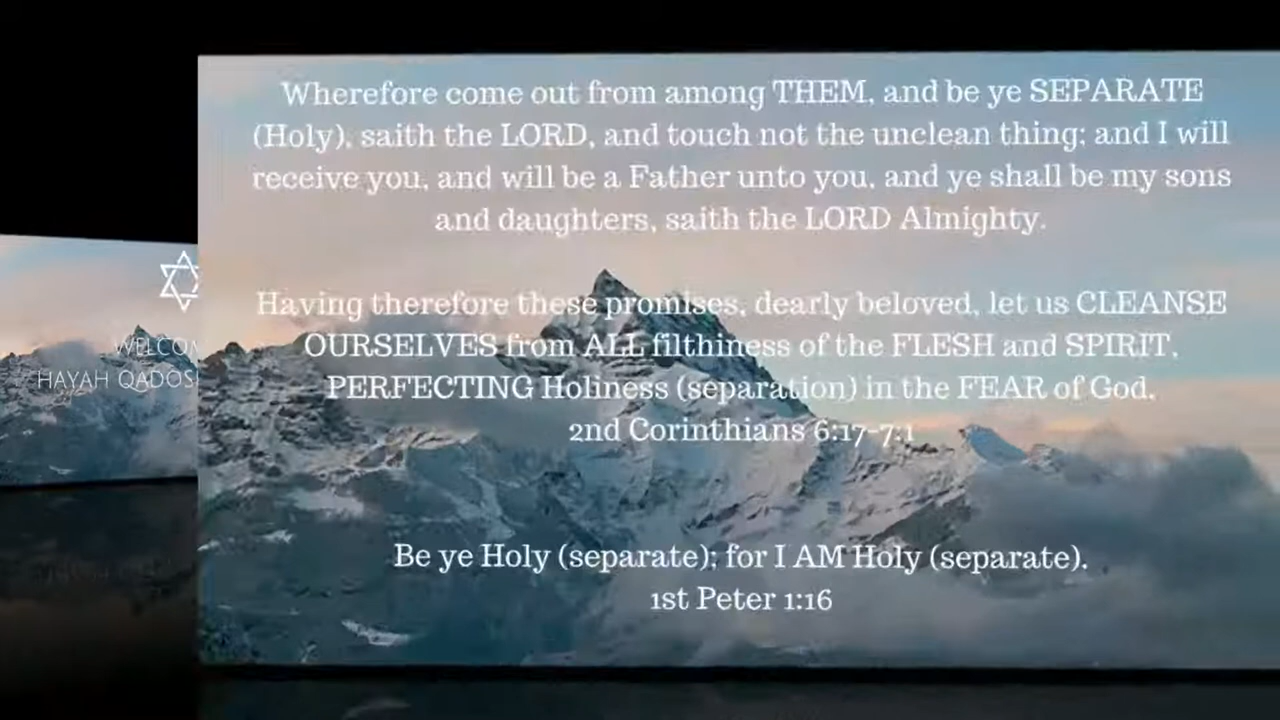 Wherefore come out from among THEM, and be ye SEPARATE
(Holy), saith the LORD, and touch not the unclean thing; and I will
receive you, and will be a Father unto you, and ye shall be my sons
and daughters, saith the LORD Almighty.
Having therefore these promises, dearly beloved, let us CLEANSE
OURSELVES from ALL filthiness of the FLESH and SPIRIT,
PERFECTING Holiness (separation) in the FEAR of God.
2nd Corinthians 6:17-7:1
Be ye Holy (separate); for I AM Holy (separate).
1st Peter 1:16
HAYAH